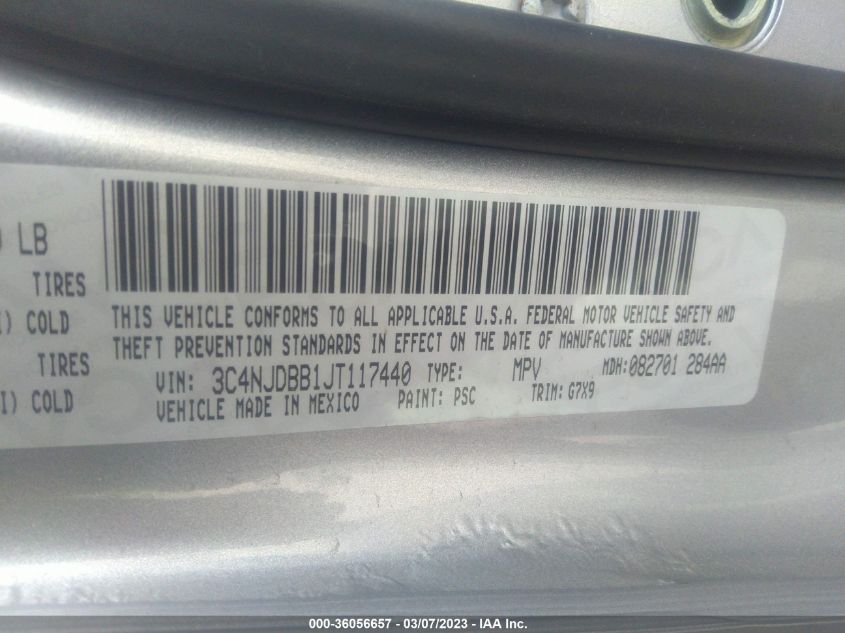 LB
TIRES
COLD
TIRES
COLD
THIS VEHICLE CONFORMS TO ALL APPLICABLE U.S.A. FEDERAL MOTOR VEHICLE SAFETY AND
THEFT PREVENTION STANDARDS IN EFFECT ON THE DATE OF MANUFACTURE SHOWN ABOVE.
VIN: 3C4NJDBB1JT117440 TYPE: MPV MDH:082701 284AA
VEHICLE MADE IN MEXICO PAINT: PSC TRIM: G7X9
000-36056657 - 03/07/2023 - IAA Inc.